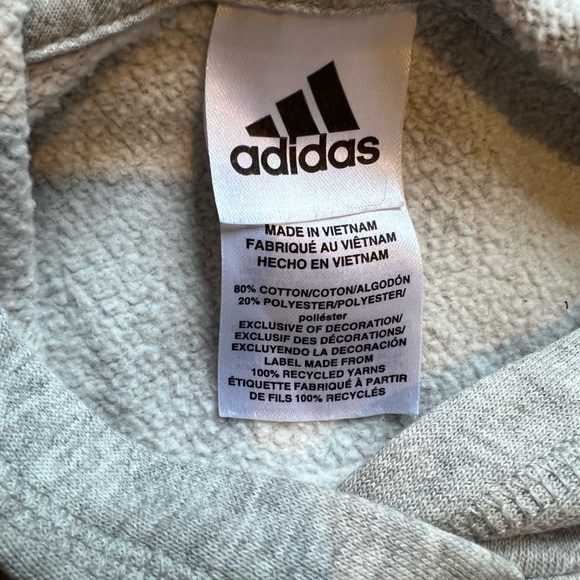 adidas
MADE IN VIETNAM
FABRIQUÉ AU VIÊTNAM
HECHO EN VIETNAM
80% COTTON/COTON/ALGODÓN
20% POLYESTER/POLYESTER/
poliéster
EXCLUSIVE OF DECORATION/
EXCLUSIF DES DÉCORATIONS/
EXCLUYENDO LA DECORACIÓN
LABEL MADE FROM
100% RECYCLED YARNS
ÉTIQUETTE FABRIQUÉ À PARTIR
DE FILS 100% RECYCLÉS